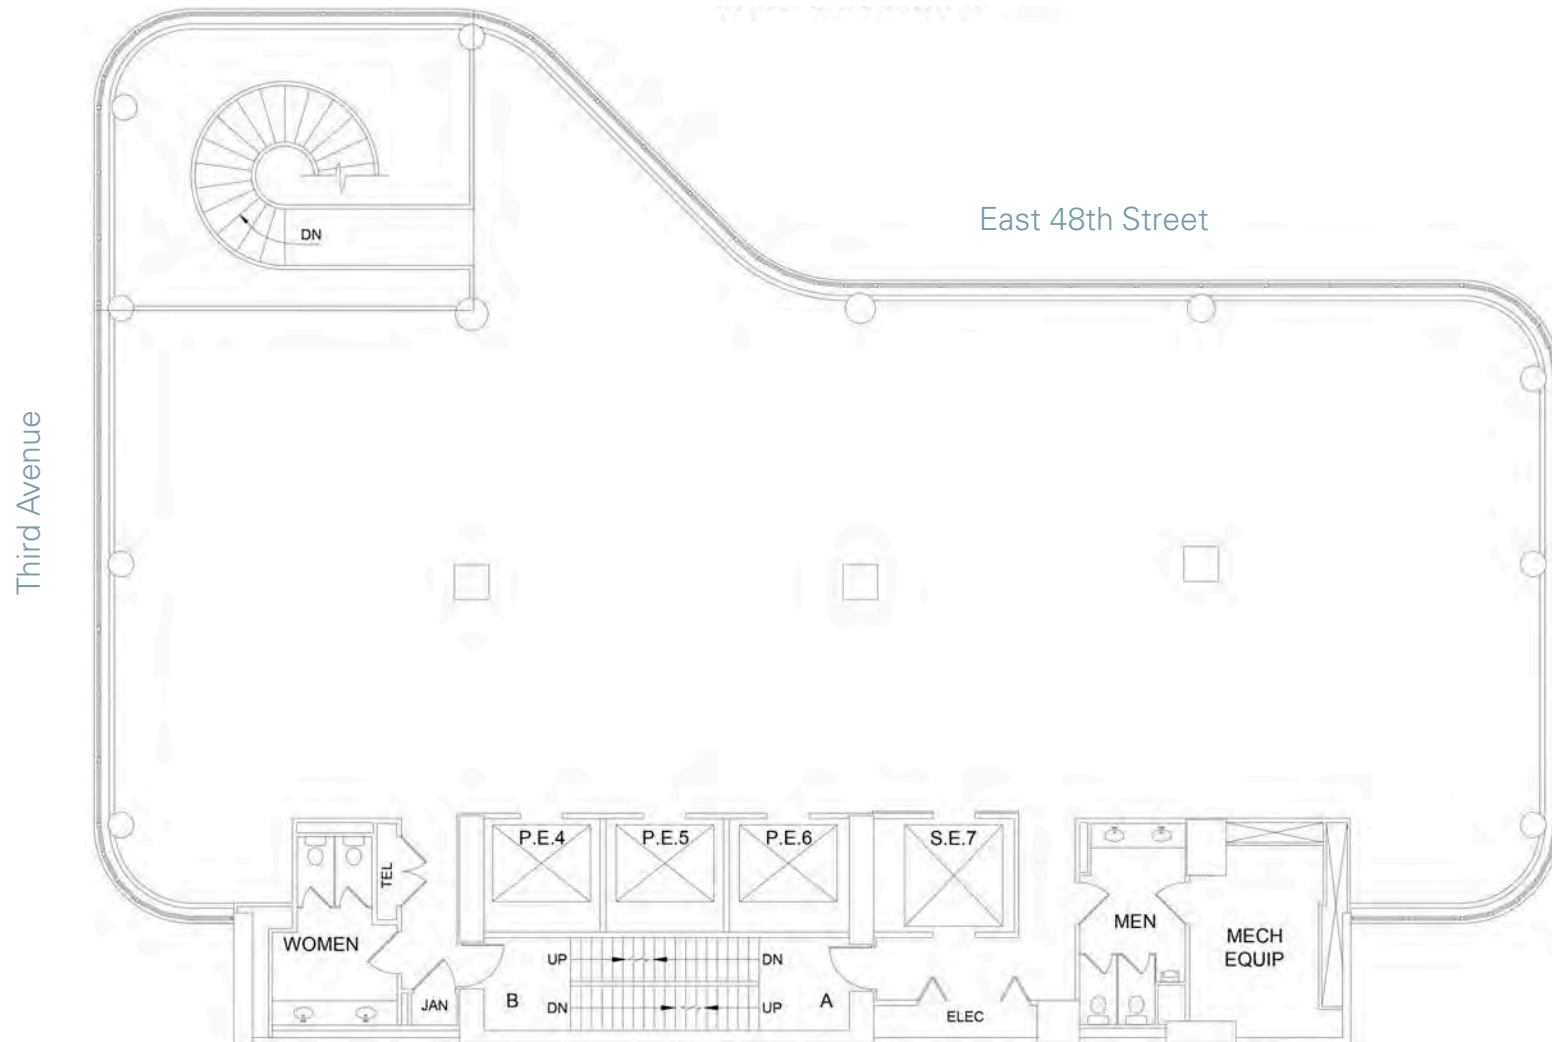 East 48th Street
DN
Third Avenue
P.E.4
P.E.5
P.E.6
S.E.7
TEL
WOMEN
MEN
MECH
EQUIP
UP
DN
JAN
B
DN
UP
A
ELEC